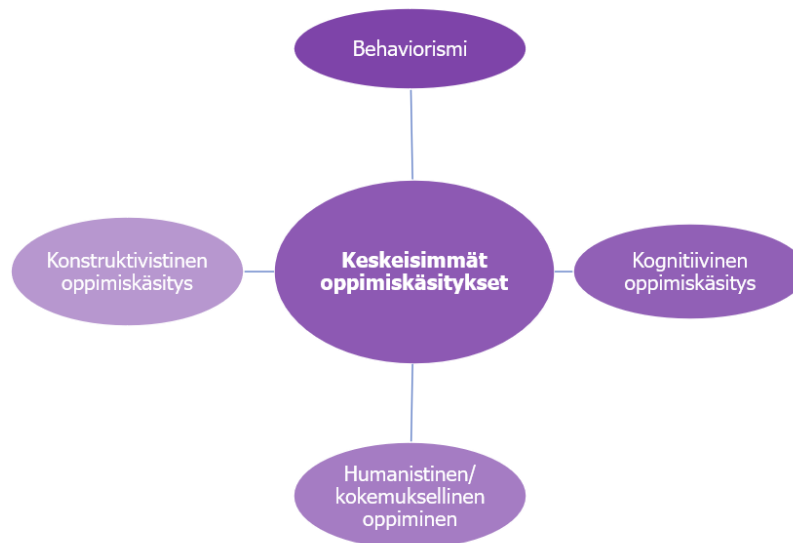 Behaviorismi
Konstruktivistinen
oppimiskäsitys
Keskeisimmät
oppimiskäsitykset
Kognitiivinen
oppimiskäsitys
Humanistinen/
kokemuksellinen
oppiminen